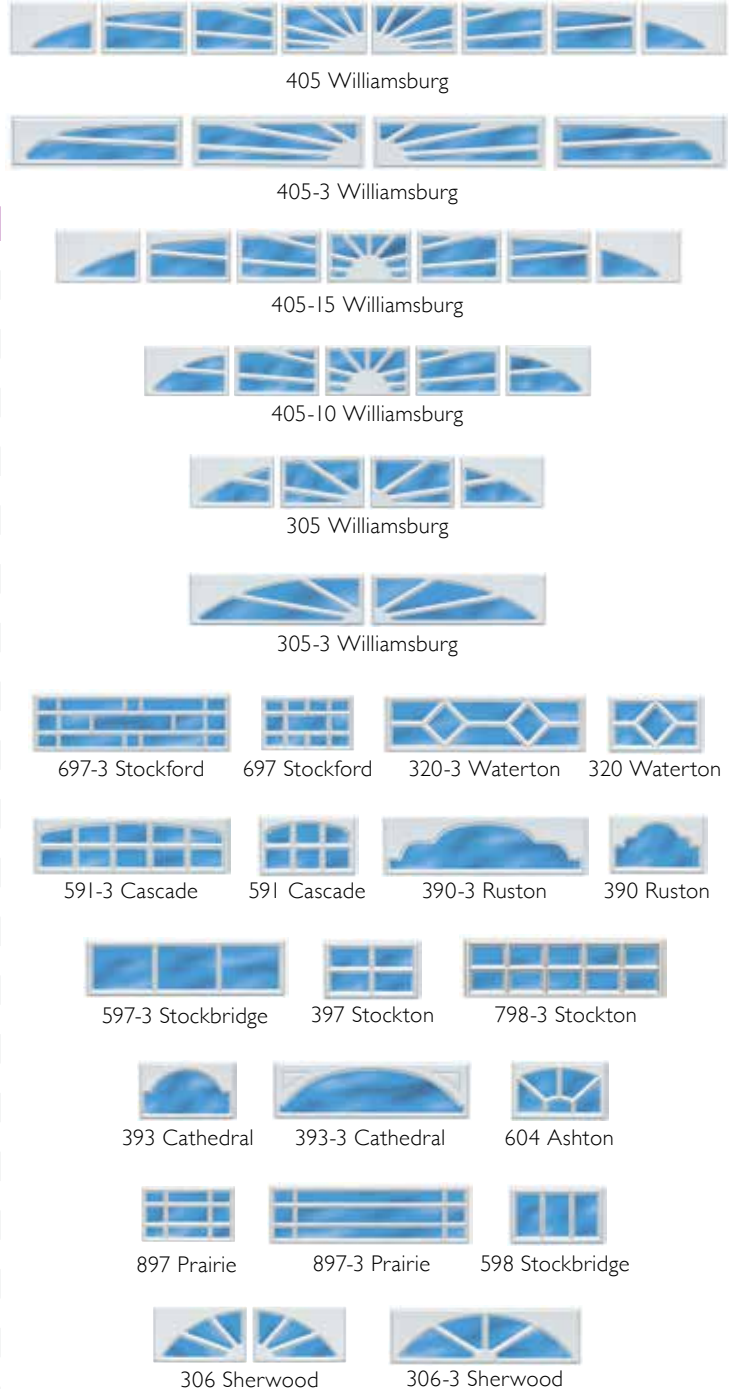 405 Williamsburg
405-3 Williamsburg
405-15 Williamsburg
405-10 Williamsburg
305 Williamsburg
305-3 Williamsburg
697-3 Stockford 697 Stockford 320-3 Waterton 320 Waterton
591-3 Cascade 591 Cascade 390-3 Ruston 390 Ruston
597-3 Stockbridge 397 Stockton 798-3 Stockton
393 Cathedral 393-3 Cathedral 604 Ashton
897 Prairie 897-3 Prairie 598 Stockbridge
306 Sherwood 306-3 Sherwood